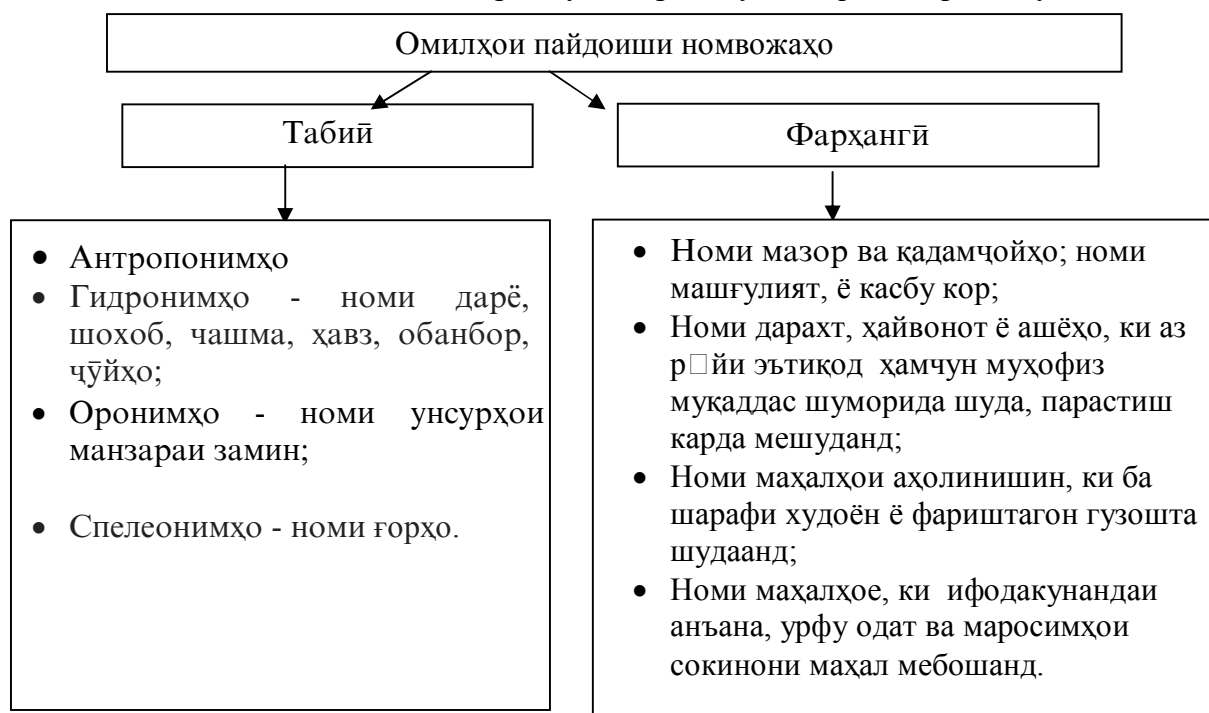 Омилҳои пайдоиши номвожаҳо
Табиӣ
Фарҳангӣ
• Антропонимҳо
• Гидронимҳо - номи дарё,
шохоб, чашма, ҳавз, обанбор,
ҷӯйҳо;
• Оронимҳо - номи унсурҳои
манзараи замин;
• Спелеонимҳо - номи ғорҳо.
• Номи мазор ва қадамҷойҳо; номи
машғулият, ё касбу кор;
• Номи дарахт, ҳайвонот ё ашёҳо, ки аз
р□йи эътиқод ҳамчун муҳофиз
муқаддас шуморида шуда, парастиш
карда мешуданд;
• Номи маҳалҳои аҳолинишин, ки ба
шарафи худоён ё фариштагон гузошта
шудаанд;
• Номи маҳалҳое, ки ифодакунандаи
анъана, урфу одат ва маросимҳои
сокинони маҳал мебошанд.